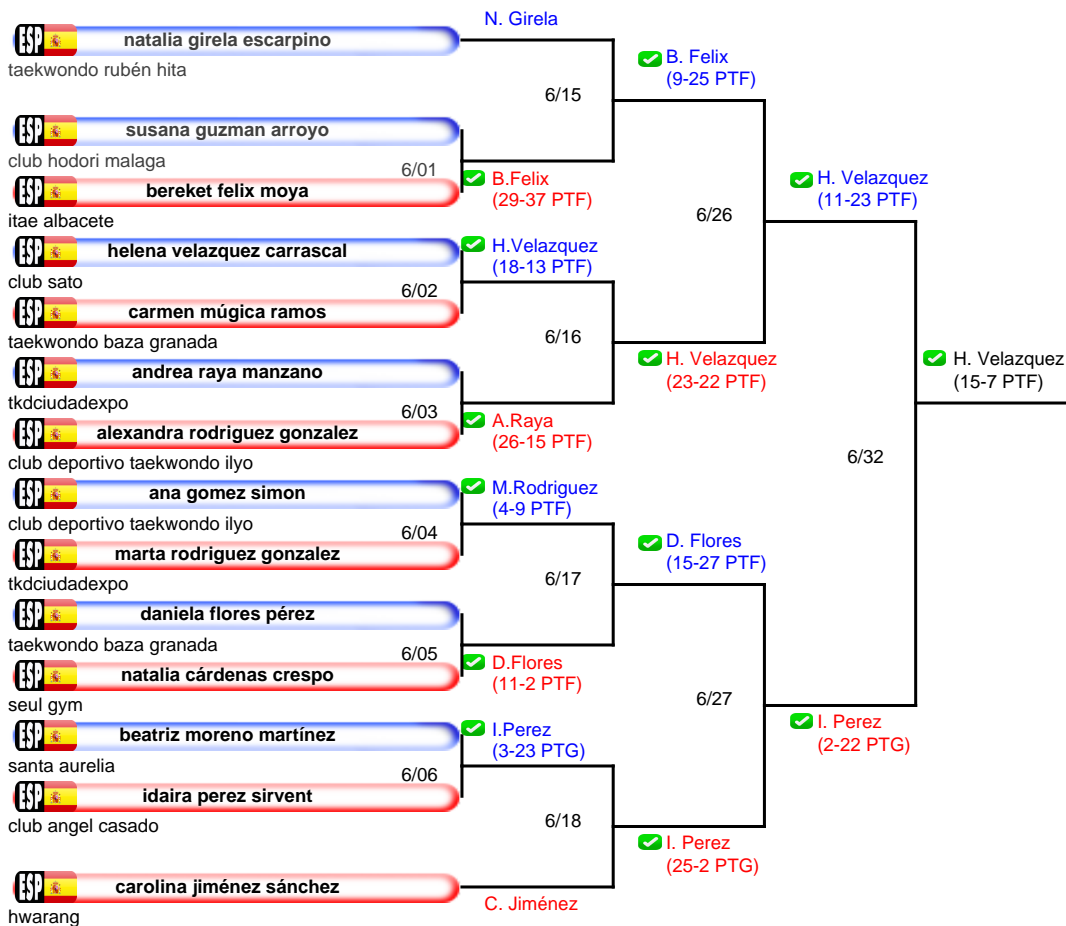 N. Girela
ESP natalia girela escarpino
taekwondo rubén hita
B. Felix
(9-25 PTF)
6/15
ESP susana guzman arroyo
club hodori malaga
6/01
B.Felix
(29-37 PTF)
ESP bereket felix moya
itae albacete
H. Velazquez
(11-23 PTF)
6/26
ESP helena velazquez carrascal
club sato
H.Velazquez
(18-13 PTF)
6/02
ESP carmen múgica ramos
taekwondo baza granada
6/16
H. Velazquez
(23-22 PTF)
H. Velazquez
(15-7 PTF)
ESP andrea raya manzano
tkdciudadexpo
6/03
A.Raya
(26-15 PTF)
ESP alexandra rodriguez gonzalez
club deportivo taekwondo ilyo
6/32
ESP ana gomez simon
club deportivo taekwondo ilyo
M.Rodriguez
(4-9 PTF)
6/04
ESP marta rodriguez gonzalez
tkdciudadexpo
D. Flores
(15-27 PTF)
6/17
ESP daniela flores pérez
taekwondo baza granada
6/05
D.Flores
(11-2 PTF)
ESP natalia cárdenas crespo
seul gym
6/27
I. Perez
(2-22 PTG)
ESP beatriz moreno martínez
santa aurelia
I.Perez
(3-23 PTG)
6/06
ESP idaira perez sirvent
club angel casado
6/18
I. Perez
(25-2 PTG)
ESP carolina jiménez sánchez
hwarang
C. Jiménez